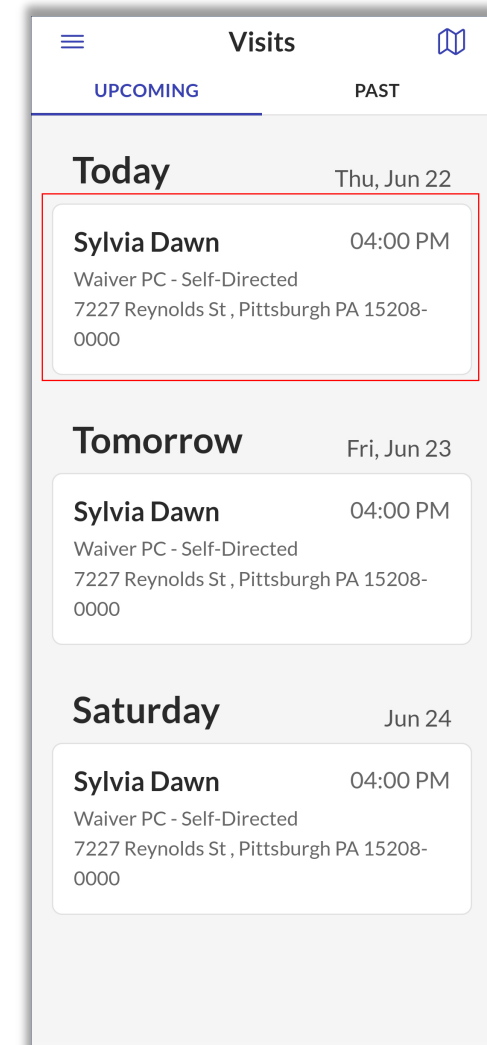 Visits
UPCOMING PAST
Today Thu, Jun 22
Sylvia Dawn 04:00 PM
Waiver PC - Self-Directed
7227 Reynolds St , Pittsburgh PA 15208-
0000
Tomorrow Fri, Jun 23
Sylvia Dawn 04:00 PM
Waiver PC - Self-Directed
7227 Reynolds St , Pittsburgh PA 15208-
0000
Saturday Jun 24
Sylvia Dawn 04:00 PM
Waiver PC - Self-Directed
7227 Reynolds St , Pittsburgh PA 15208-
0000